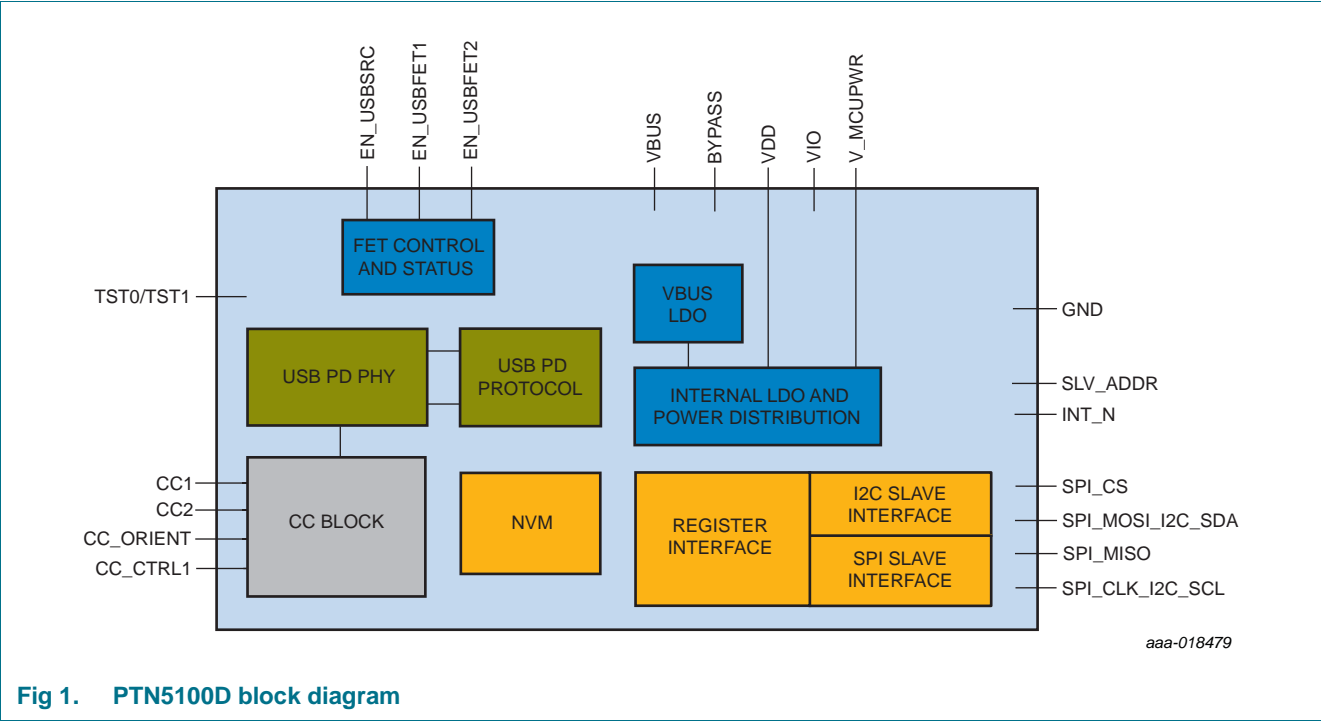 EN_USBSRC
EN_USBFET1
EN_USBFET2
VBUS
BYPASS
VDD
VIO
V_MCUPWR
FET CONTROL
AND STATUS
TST0/TST1
VBUS
LDO
GND
USB PD PHY
USB PD
PROTOCOL
INTERNAL LDO AND
POWER DISTRIBUTION
SLV_ADDR
INT_N
CC1
CC2
CC_ORIENT
CC_CTRL1
CC BLOCK
NVM
REGISTER
INTERFACE
I2C SLAVE
INTERFACE
SPI SLAVE
INTERFACE
SPI_CS
SPI_MOSI_I2C_SDA
SPI_MISO
SPI_CLK_I2C_SCL
aaa-018479
Fig 1. PTN5100D block diagram